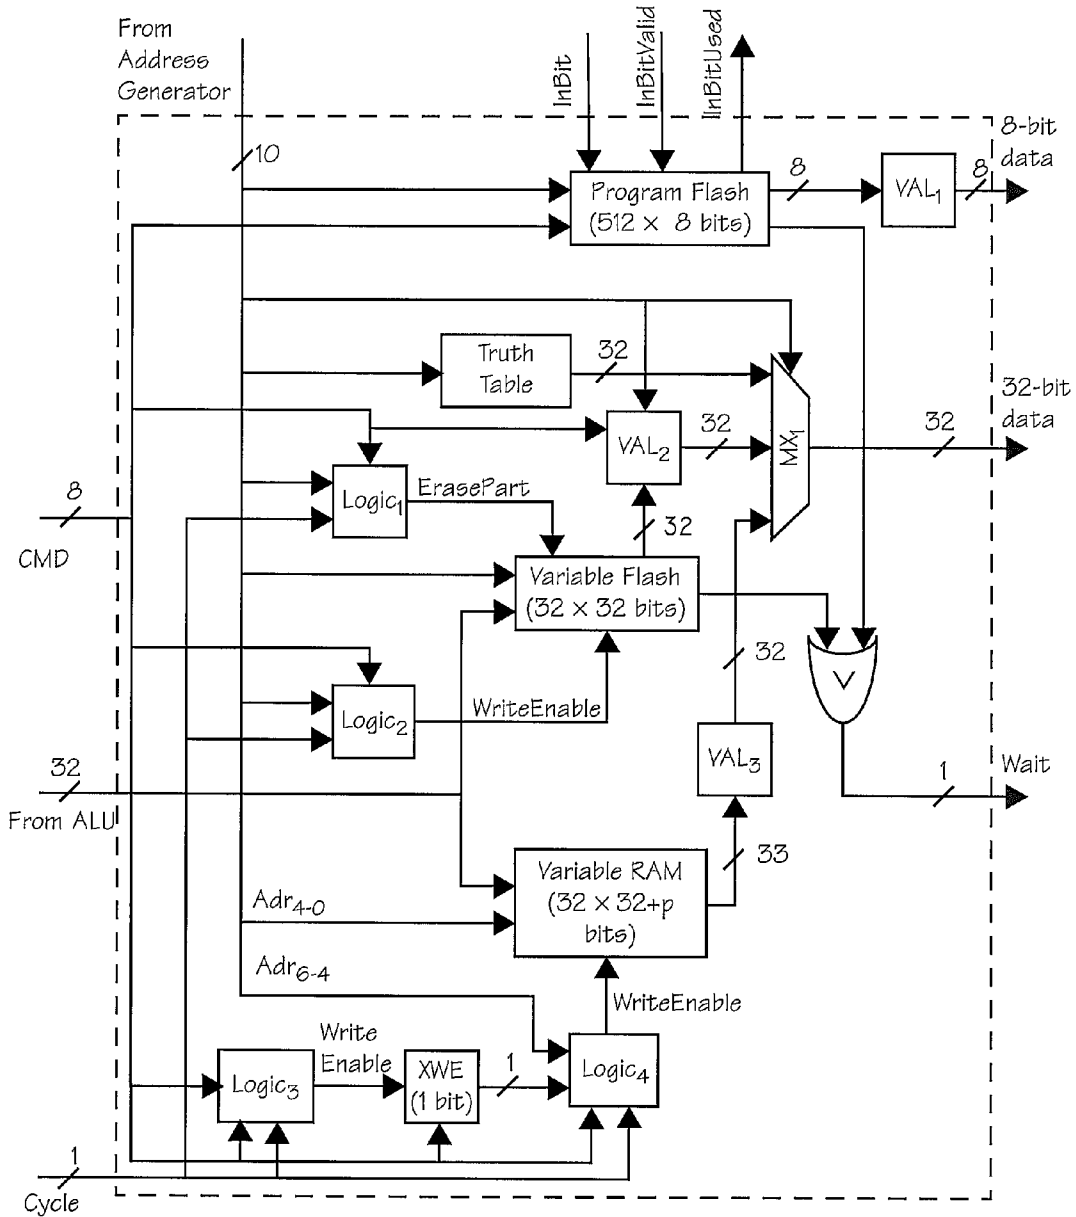 From
Address
Generator
InBit
InBitValid
InBitUsed
10
8-bit
data
Program Flash
(512 × 8 bits)
8
VAL1
8
Truth
Table
32
32-bit
data
VAL2
32
MX1
32
8
CMD
Logic1
ErasePart
32
Variable Flash
(32 × 32 bits)
32
V
Logic2
WriteEnable
VAL3
32
From ALU
1
Wait
33
Variable RAM
(32 × 32+p
bits)
Adr4-0
Adr6-4
WriteEnable
Write
Enable
Logic3
XWE
(1 bit)
1
Logic4
1
Cycle